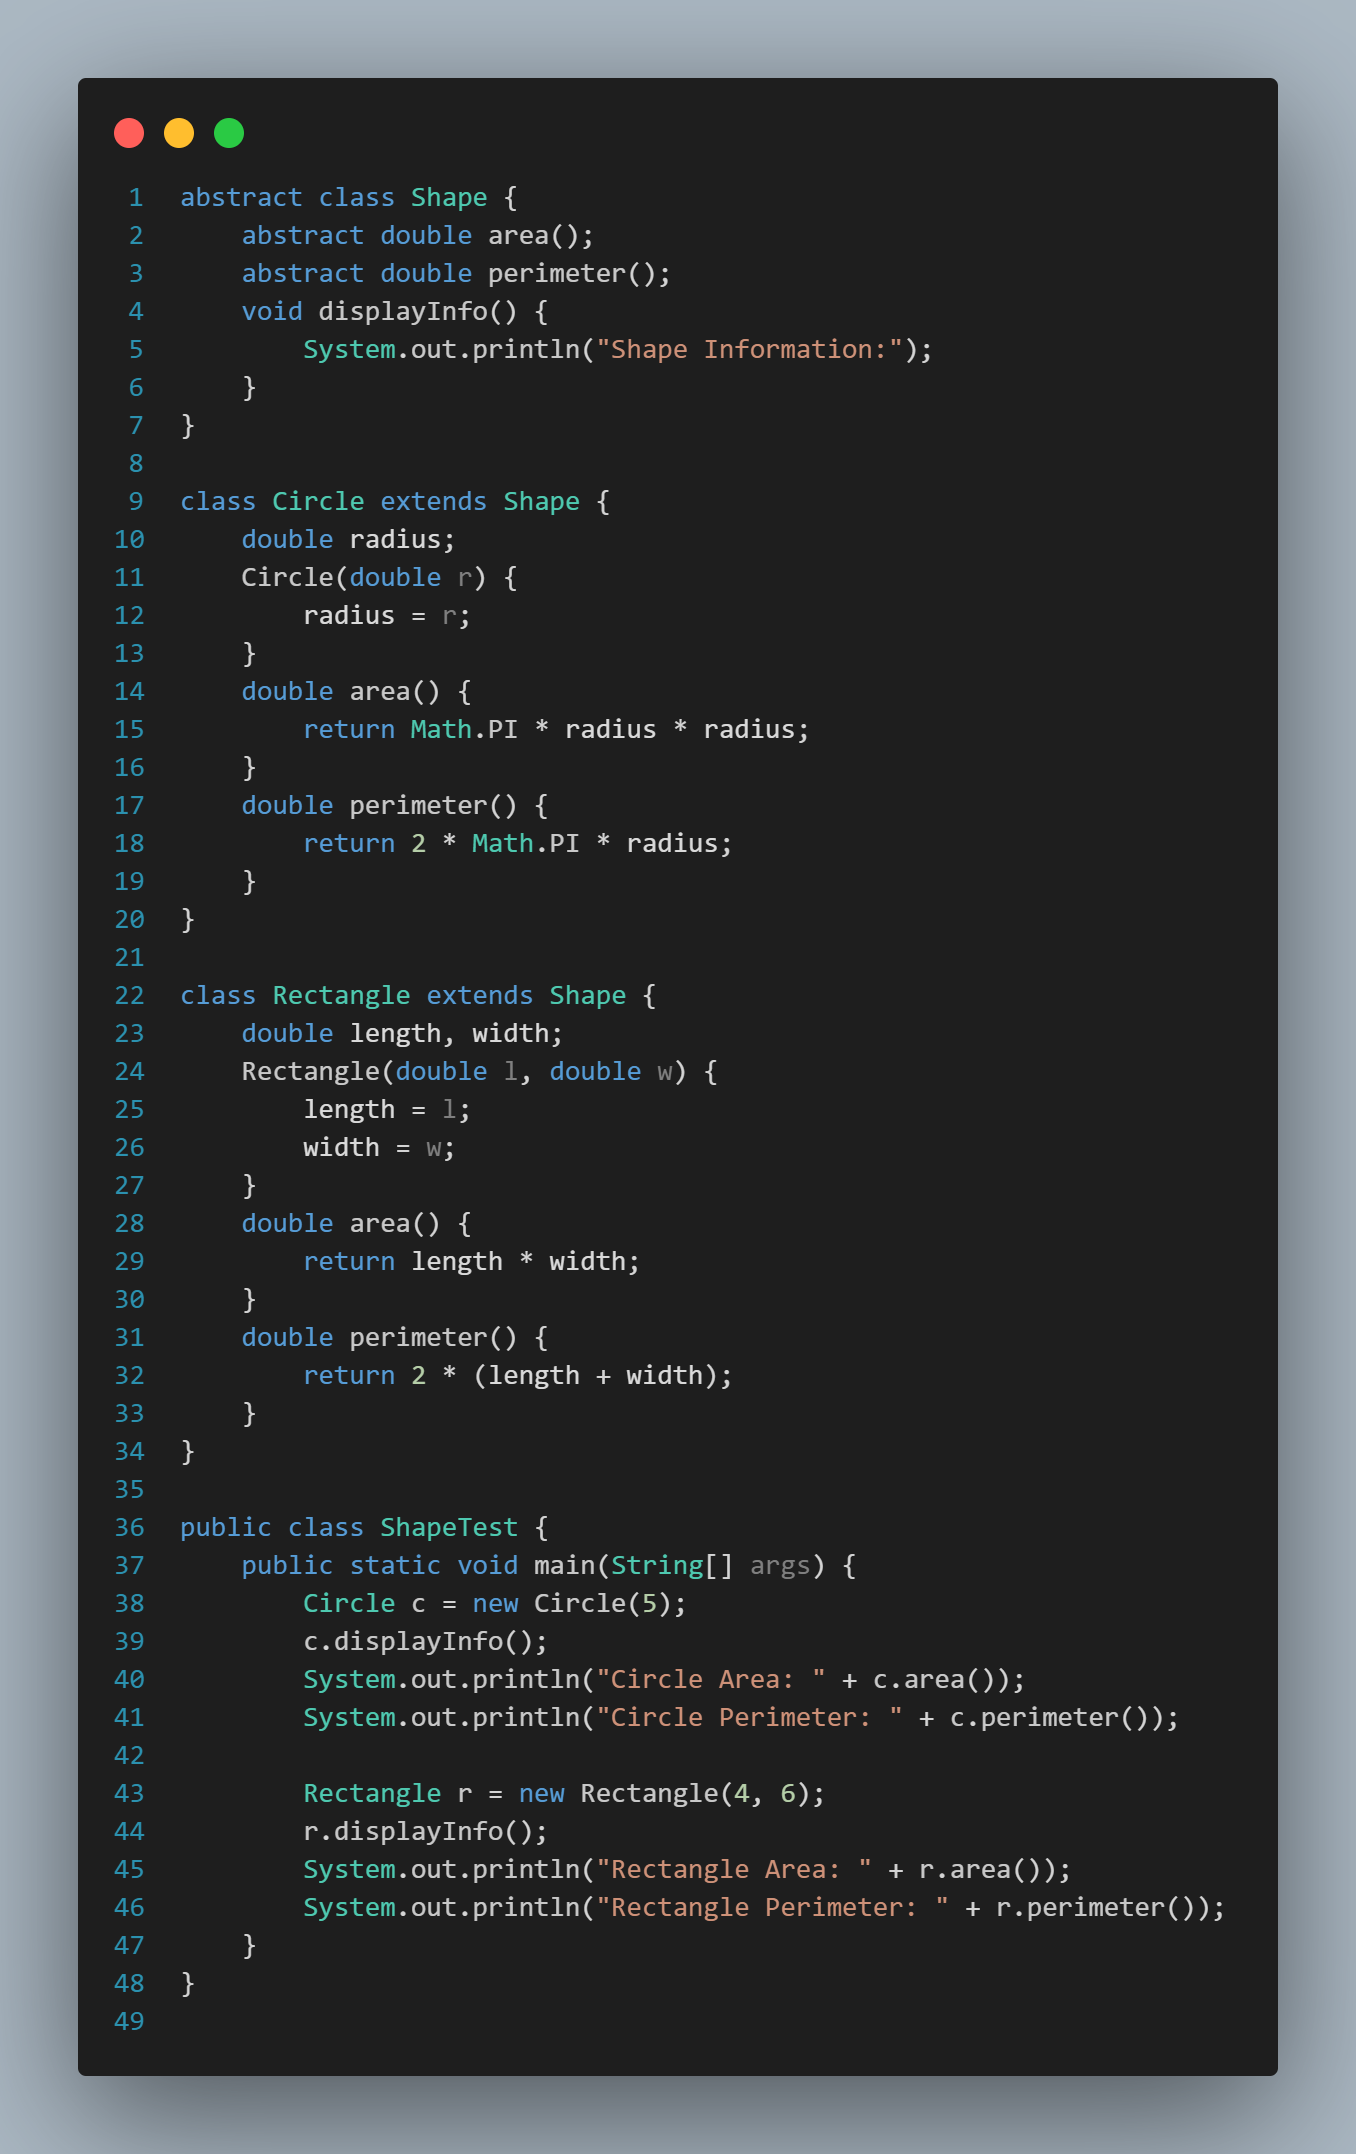 1 abstract class Shape {
2     abstract double area();
3     abstract double perimeter();
4     void displayInfo() {
5         System.out.println("Shape Information:");
6     }
7 }
8
9 class Circle extends Shape {
10     double radius;
11     Circle(double r) {
12         radius = r;
13     }
14     double area() {
15         return Math.PI * radius * radius;
16     }
17     double perimeter() {
18         return 2 * Math.PI * radius;
19     }
20 }
21
22 class Rectangle extends Shape {
23     double length, width;
24     Rectangle(double l, double w) {
25         length = l;
26         width = w;
27     }
28     double area() {
29         return length * width;
30     }
31     double perimeter() {
32         return 2 * (length + width);
33     }
34 }
35
36 public class ShapeTest {
37     public static void main(String[] args) {
38         Circle c = new Circle(5);
39         c.displayInfo();
40         System.out.println("Circle Area: " + c.area());
41         System.out.println("Circle Perimeter: " + c.perimeter());
42
43         Rectangle r = new Rectangle(4, 6);
44         r.displayInfo();
45         System.out.println("Rectangle Area: " + r.area());
46         System.out.println("Rectangle Perimeter: " + r.perimeter());
47     }
48 }
49